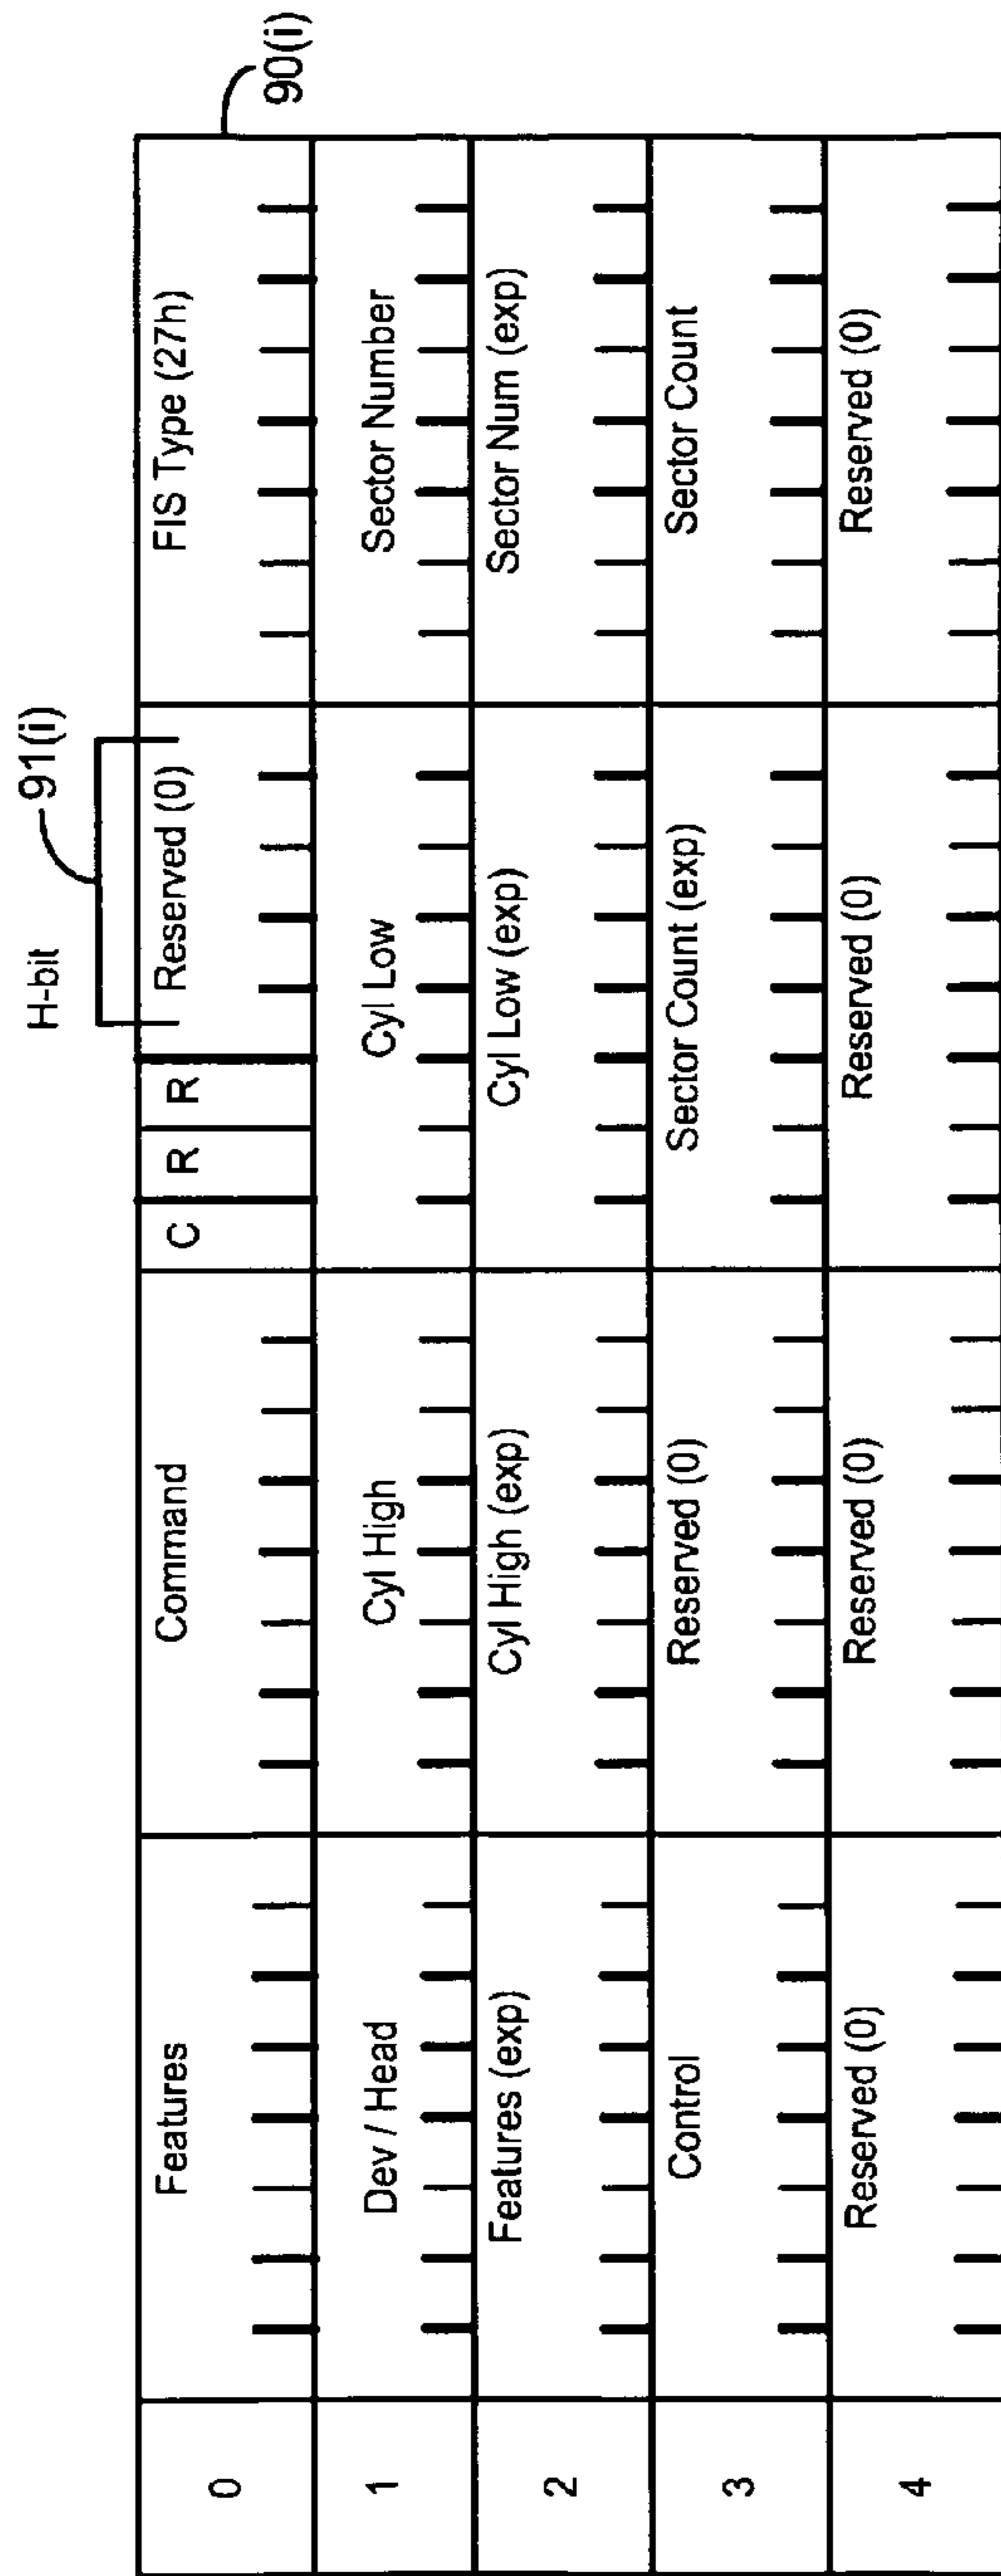 90(i)
H-bit
91(i)
0 Features Command C R R Reserved (0) FIS Type (27h)
1 Dev / Head Cyl High Cyl Low Sector Number
2 Features (exp) Cyl High (exp) Cyl Low (exp) Sector Num (exp)
3 Control Reserved (0) Sector Count (exp) Sector Count
4 Reserved (0) Reserved (0) Reserved (0) Reserved (0)